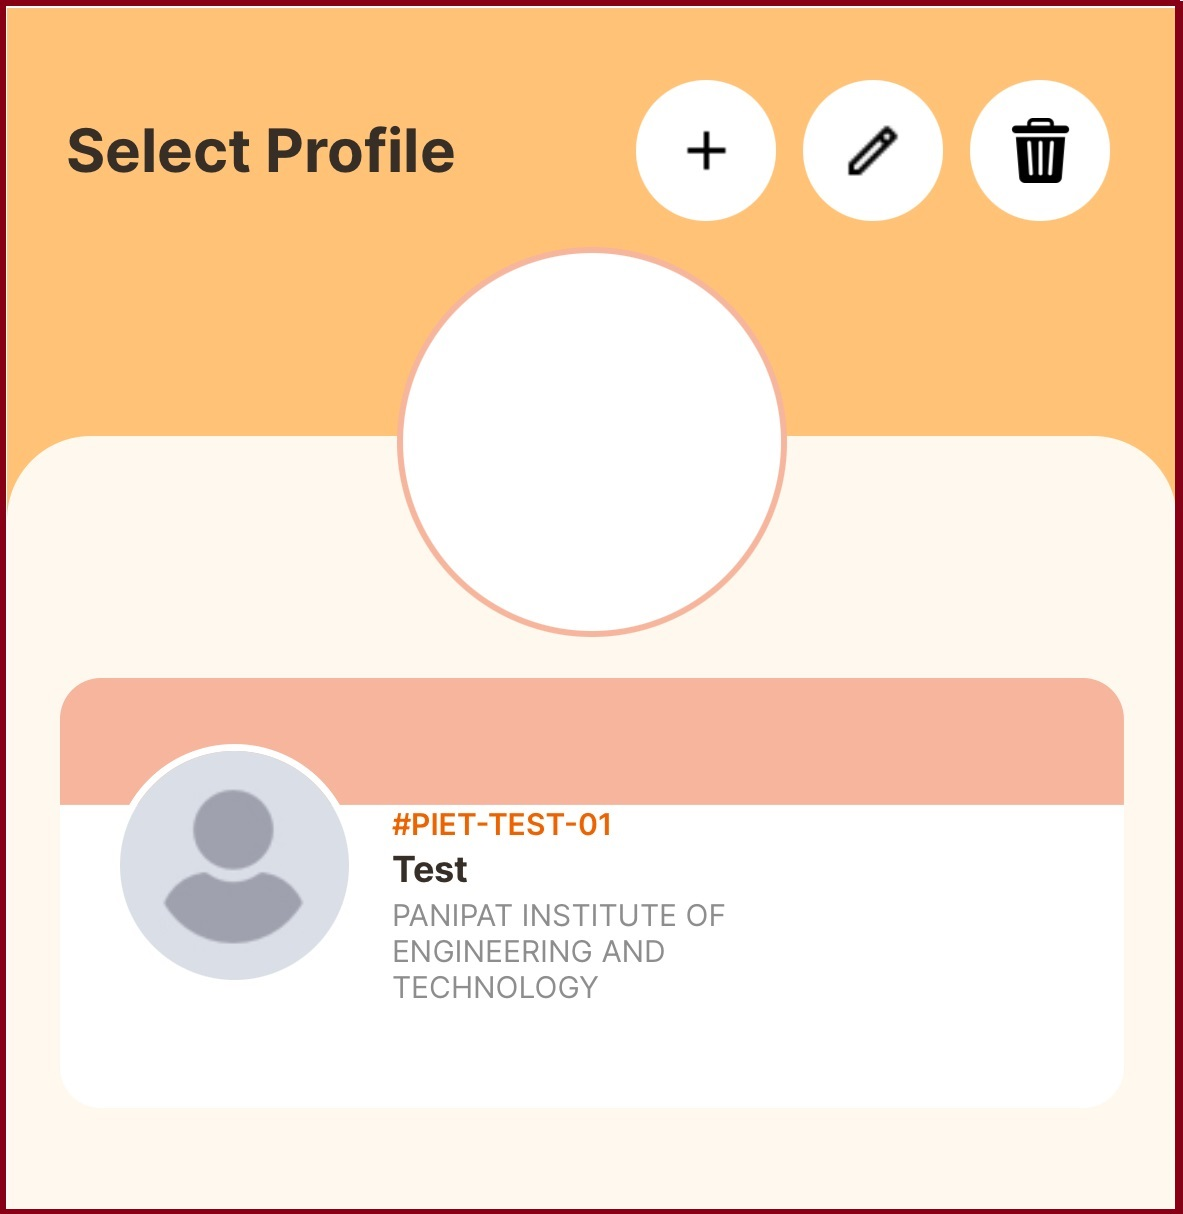 Select Profile
#PIET-TEST-01
Test
PANIPAT INSTITUTE OF
ENGINEERING AND
TECHNOLOGY